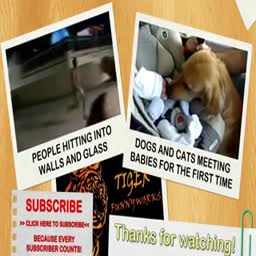 PEOPLE HITTING INTO
WALLS AND GLASS
DOGS AND CATS MEETING
BABIES FOR THE FIRST TIME
SUBSCRIBE
>> CLICK HERE TO SUBSCRIBE<<
BECAUSE EVERY
SUBSCRIBER COUNTS!
TIGER
FUNNYWORKS
Thanks for watching!